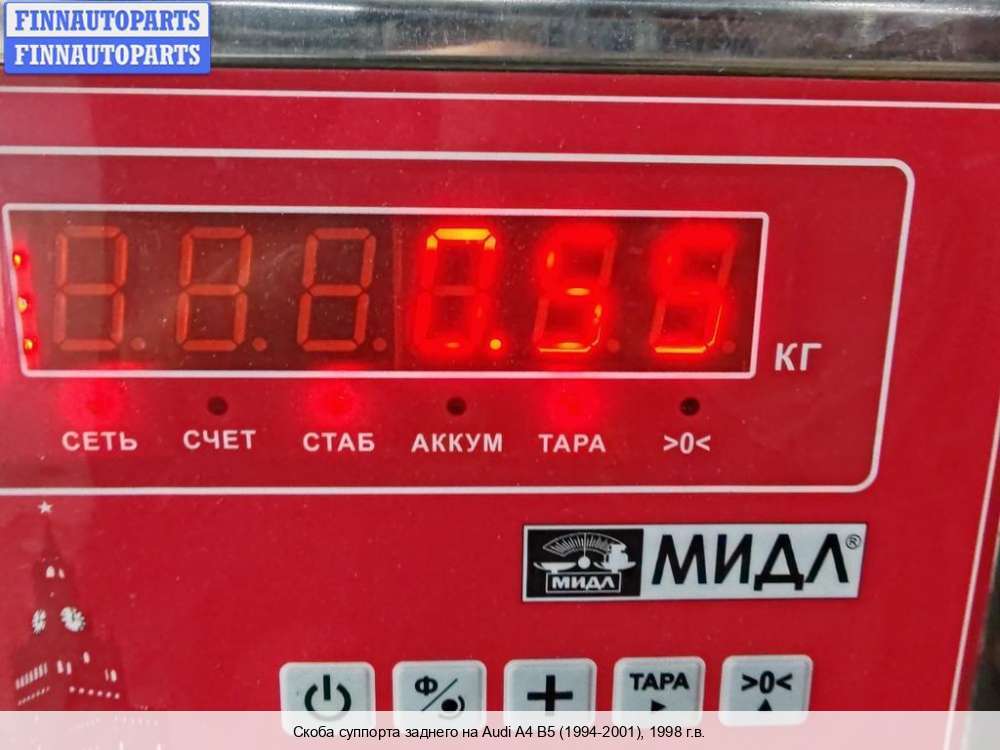 FINNAUTOPARTS
FINNAUTOPARTS
0.55
КГ
СЕТЬ СЧЕТ СТАБ АККУМ ТАРА >0<
МИДЛ МИДЛ®
Ф ТАРА >0<
Скоба суппорта заднего на Audi A4 B5 (1994-2001), 1998 г.в.